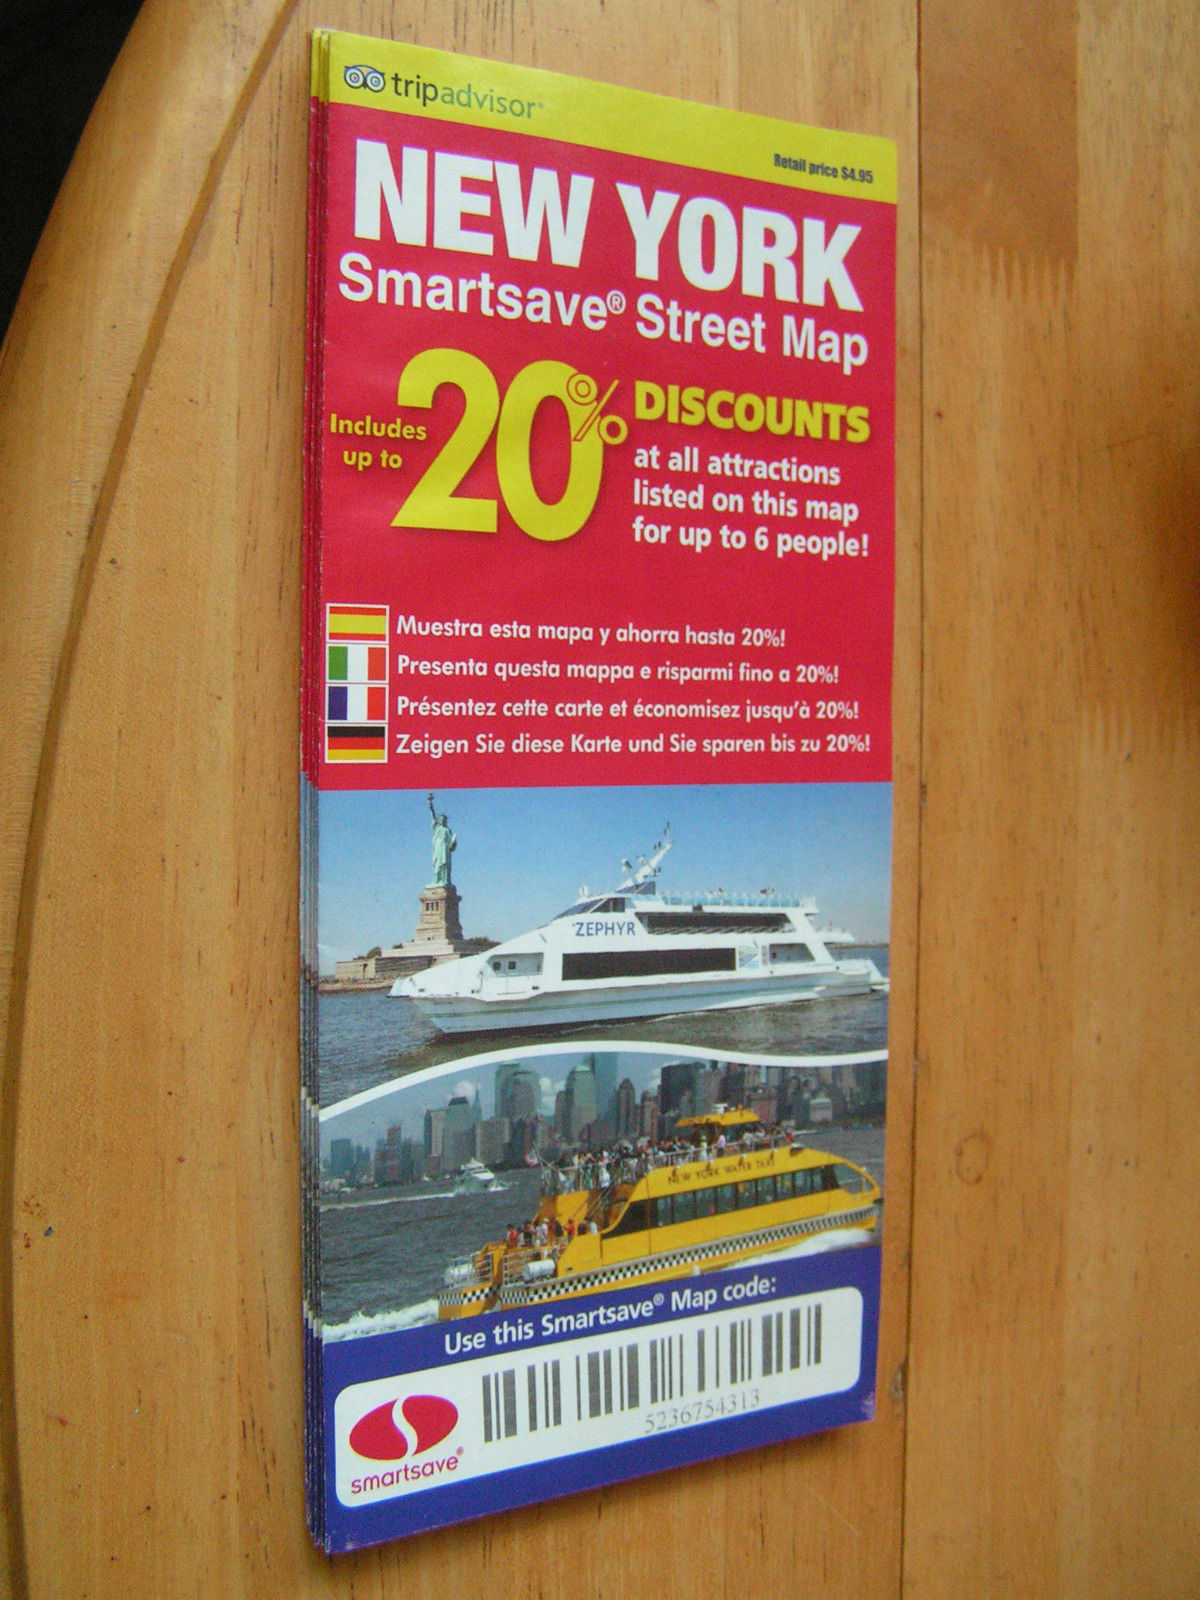 tripadvisor®
Retail price $4.95
NEW YORK
Smartsave® Street Map
Includes
up to
20%
DISCOUNTS
at all attractions
listed on this map
for up to 6 people!
Muestra esta mapa y ahorra hasta 20%!
Presenta questa mappa e risparmi fino a 20%!
Présentez cette carte et économisez jusqu'à 20%!
Zeigen Sie diese Karte und Sie sparen bis zu 20%!
ZEPHYR
NEW YORK WATER TAXI
Use this Smartsave® Map code:
5236754313
smartsave®